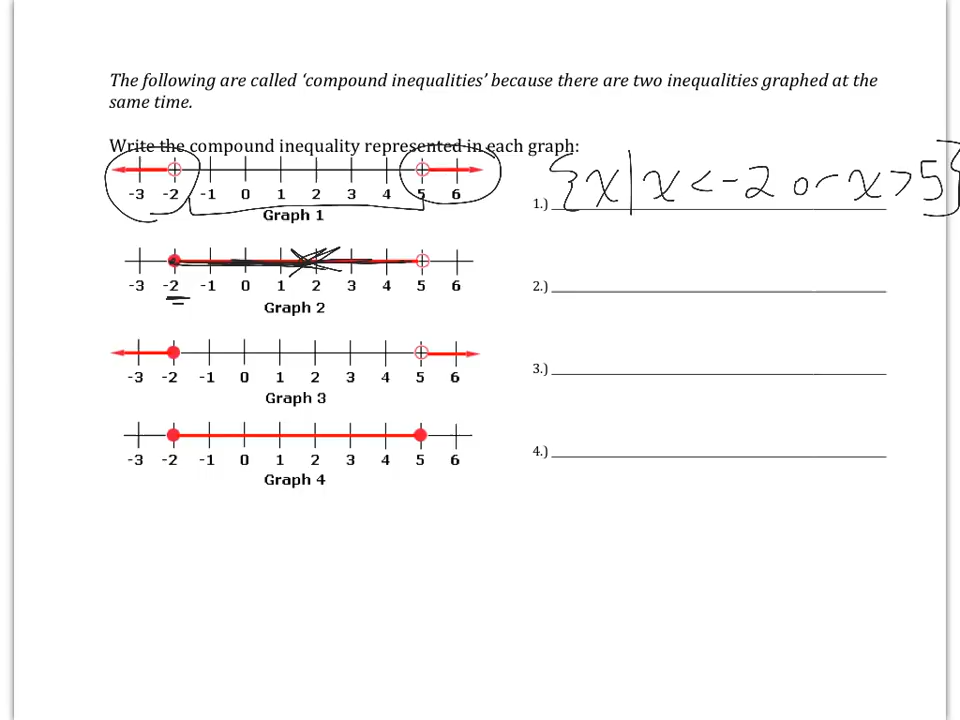 The following are called ‘compound inequalities’ because there are two inequalities graphed at the
same time.
Write the compound inequality represented in each graph:
-3 -2 -1 0 1 2 3 4 5 6
Graph 1
1.) {x|x<-2 or x>5}
-3 -2 -1 0 1 2 3 4 5 6
Graph 2
2.)
-3 -2 -1 0 1 2 3 4 5 6
Graph 3
3.)
-3 -2 -1 0 1 2 3 4 5 6
Graph 4
4.)